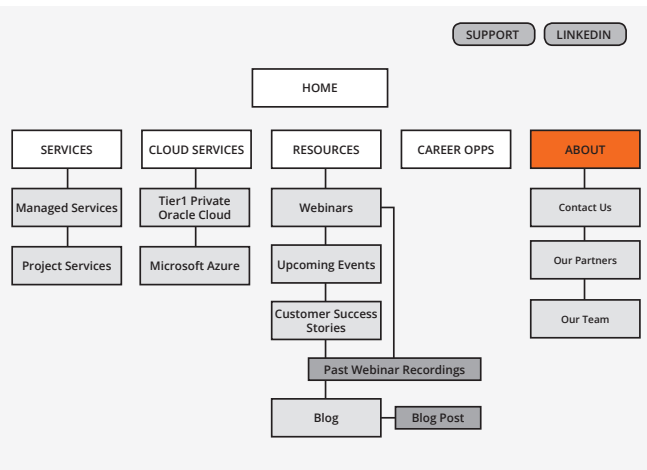 SUPPORT
LINKEDIN
HOME
SERVICES
CLOUD SERVICES
RESOURCES
CAREER OPPS
ABOUT
Managed Services
Tier1 Private
Oracle Cloud
Webinars
Contact Us
Project Services
Microsoft Azure
Upcoming Events
Our Partners
Customer Success
Stories
Our Team
Past Webinar Recordings
Blog
Blog Post